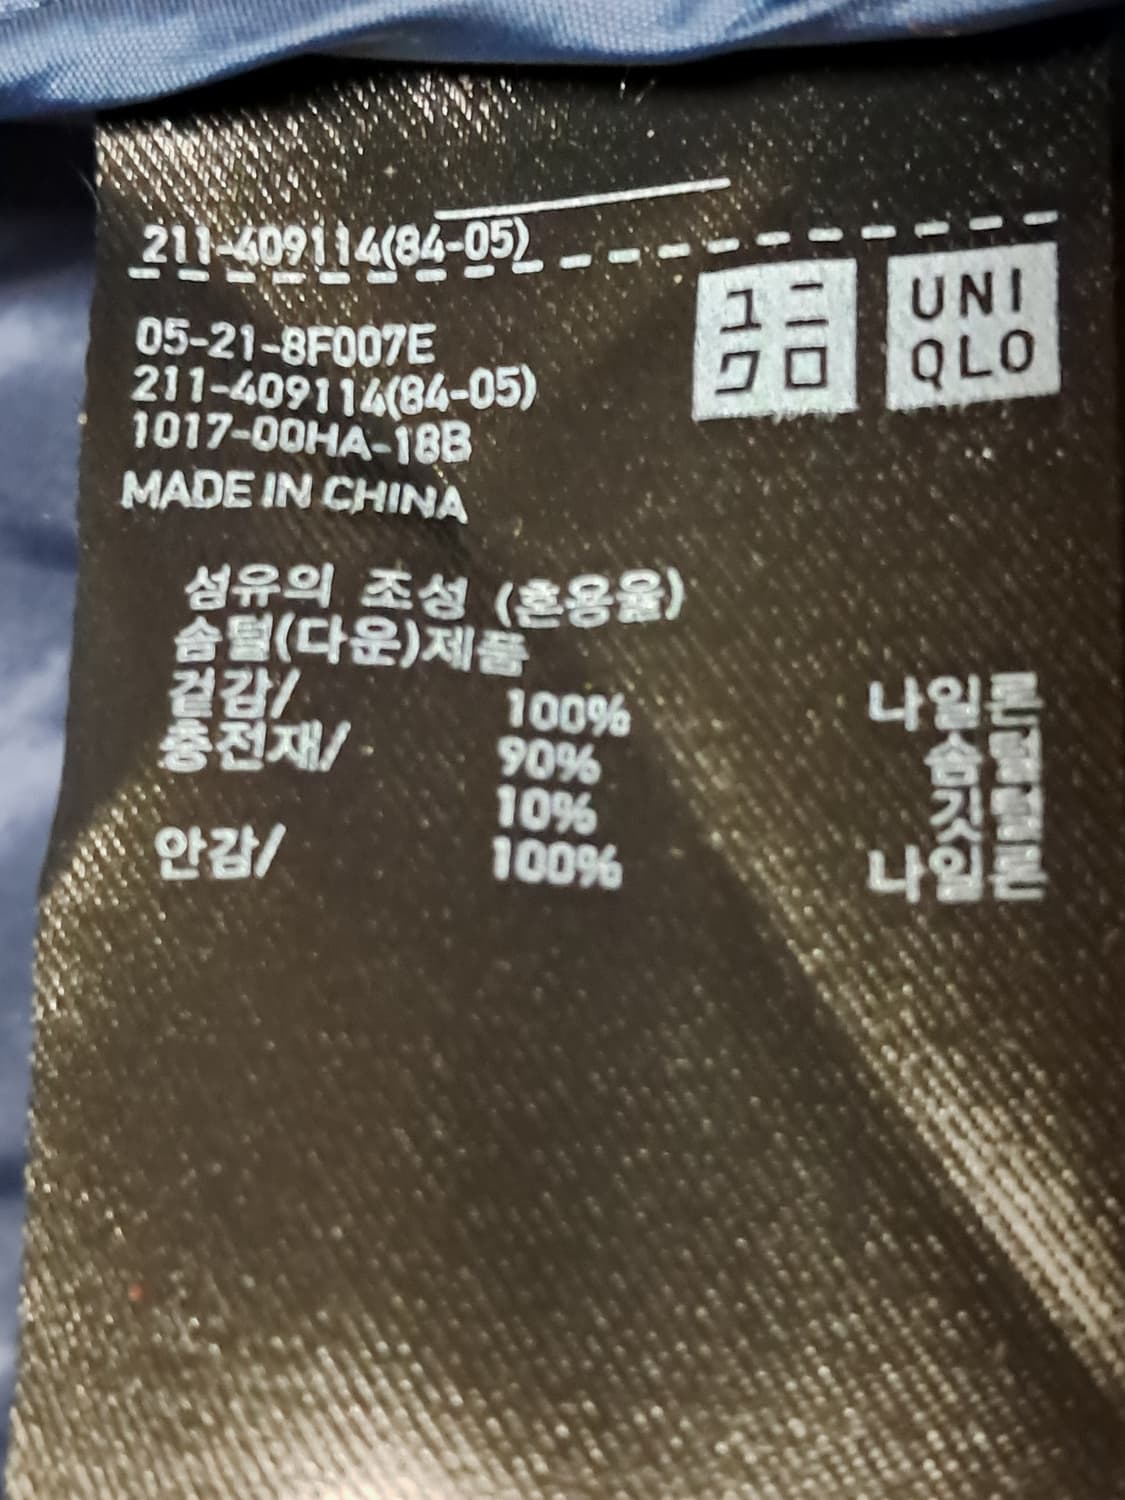 211-409114(84-05)
ユニ
クロ
UNI
QLO
05-21-8F007E
211-409114(84-05)
1017-00HA-18B
MADE IN CHINA
섬유의 조성 (혼용율)
솜털(다운)제품
겉감/ 100% 나일론
충전재/ 90% 솜털
10% 깃털
안감/ 100% 나일론